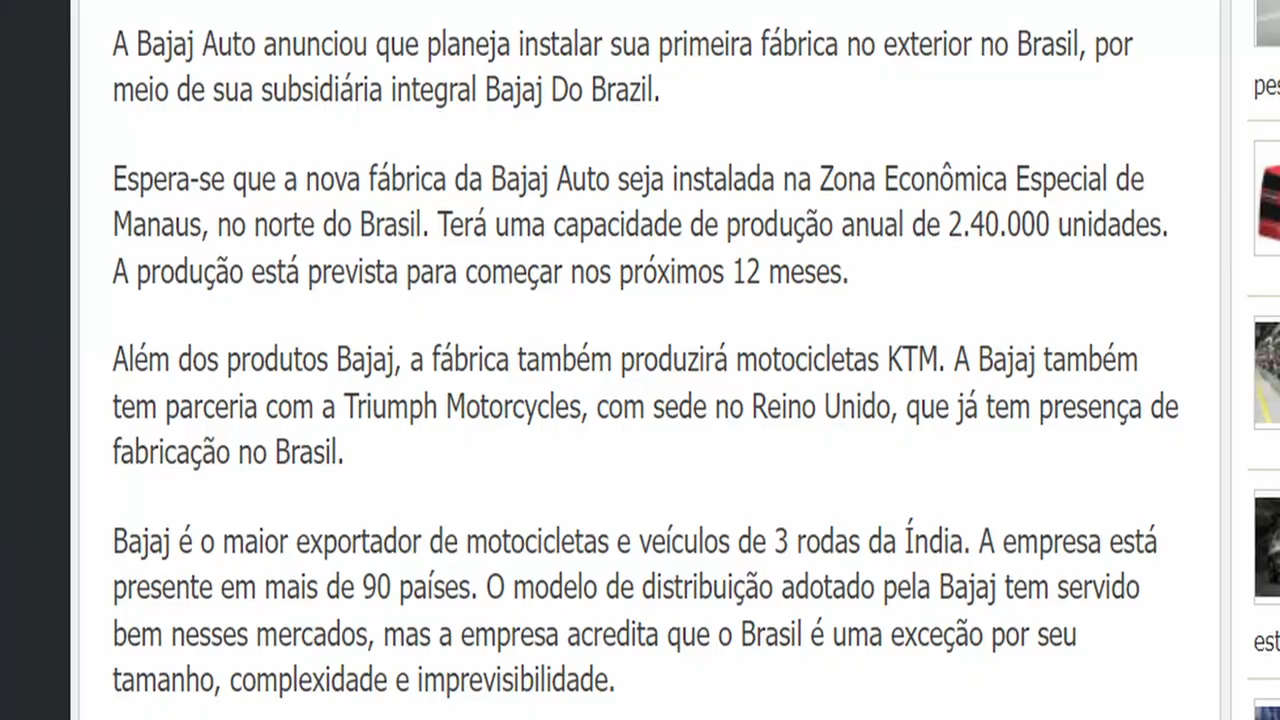 A Bajaj Auto anunciou que planeja instalar sua primeira fábrica no exterior no Brasil, por
meio de sua subsidiária integral Bajaj Do Brazil.
Espera-se que a nova fábrica da Bajaj Auto seja instalada na Zona Econômica Especial de
Manaus, no norte do Brasil. Terá uma capacidade de produção anual de 2.40.000 unidades.
A produção está prevista para começar nos próximos 12 meses.
Além dos produtos Bajaj, a fábrica também produzirá motocicletas KTM. A Bajaj também
tem parceria com a Triumph Motorcycles, com sede no Reino Unido, que já tem presença de
fabricação no Brasil.
Bajaj é o maior exportador de motocicletas e veículos de 3 rodas da Índia. A empresa está
presente em mais de 90 países. O modelo de distribuição adotado pela Bajaj tem servido
bem nesses mercados, mas a empresa acredita que o Brasil é uma exceção por seu
tamanho, complexidade e imprevisibilidade.